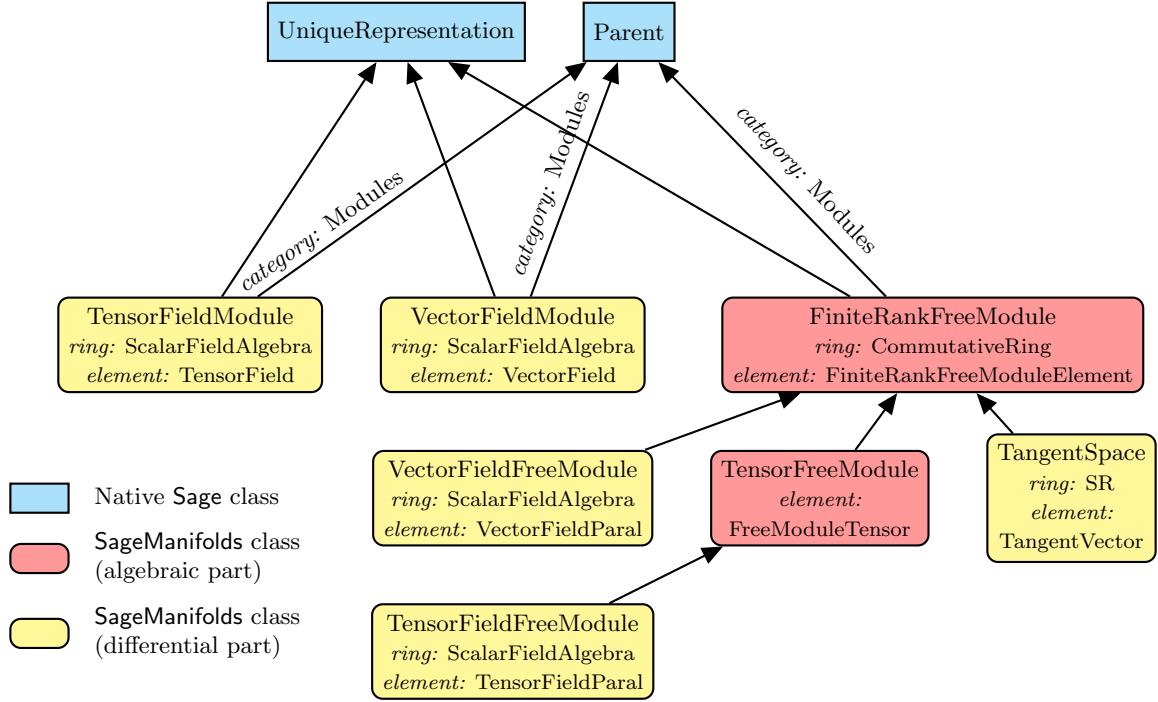 UniqueRepresentation
Parent
category: Modules
category: Modules
category: Modules
TensorFieldModule
ring: ScalarFieldAlgebra
element: TensorField
VectorFieldModule
ring: ScalarFieldAlgebra
element: VectorField
FiniteRankFreeModule
ring: CommutativeRing
element: FiniteRankFreeModuleElement
VectorFieldFreeModule
ring: ScalarFieldAlgebra
element: VectorFieldParal
TensorFreeModule
element:
FreeModuleTensor
TangentSpace
ring: SR
element:
TangentVector
TensorFieldFreeModule
ring: ScalarFieldAlgebra
element: TensorFieldParal
Native Sage class
SageManifolds class
(algebraic part)
SageManifolds class
(differential part)